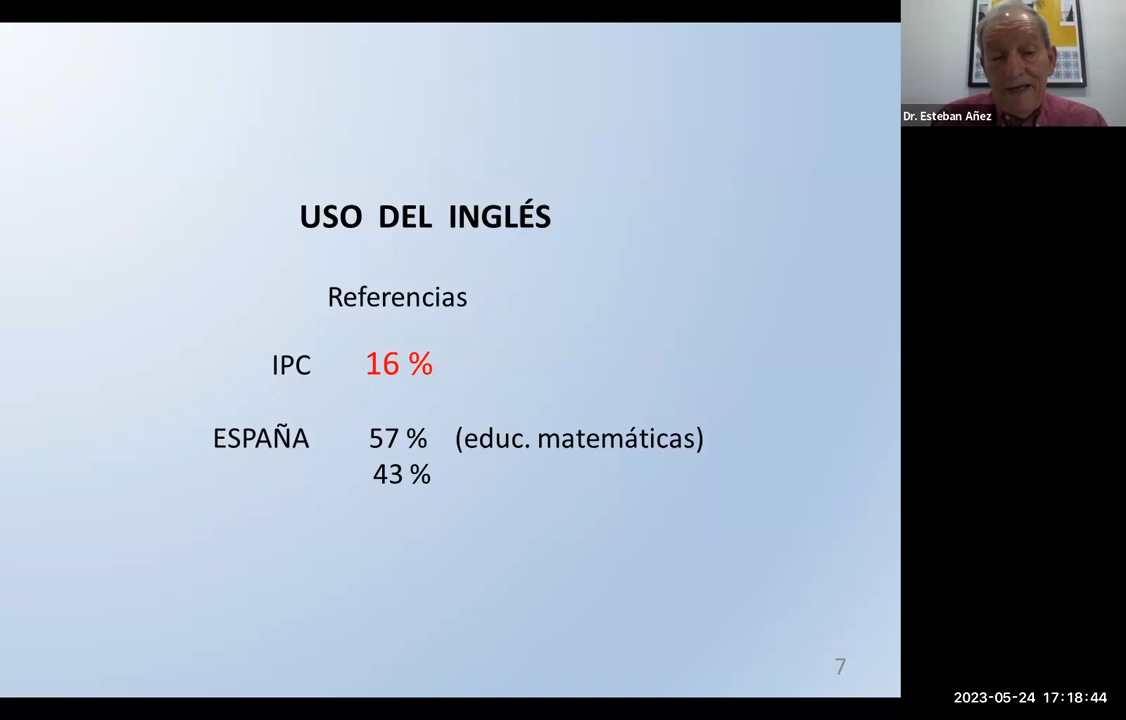 USO DEL INGLÉS
Referencias
IPC 16 %
ESPAÑA 57 % (educ. matemáticas)
43 %
7
Dr. Esteban Añez
2023-05-24 17:18:44